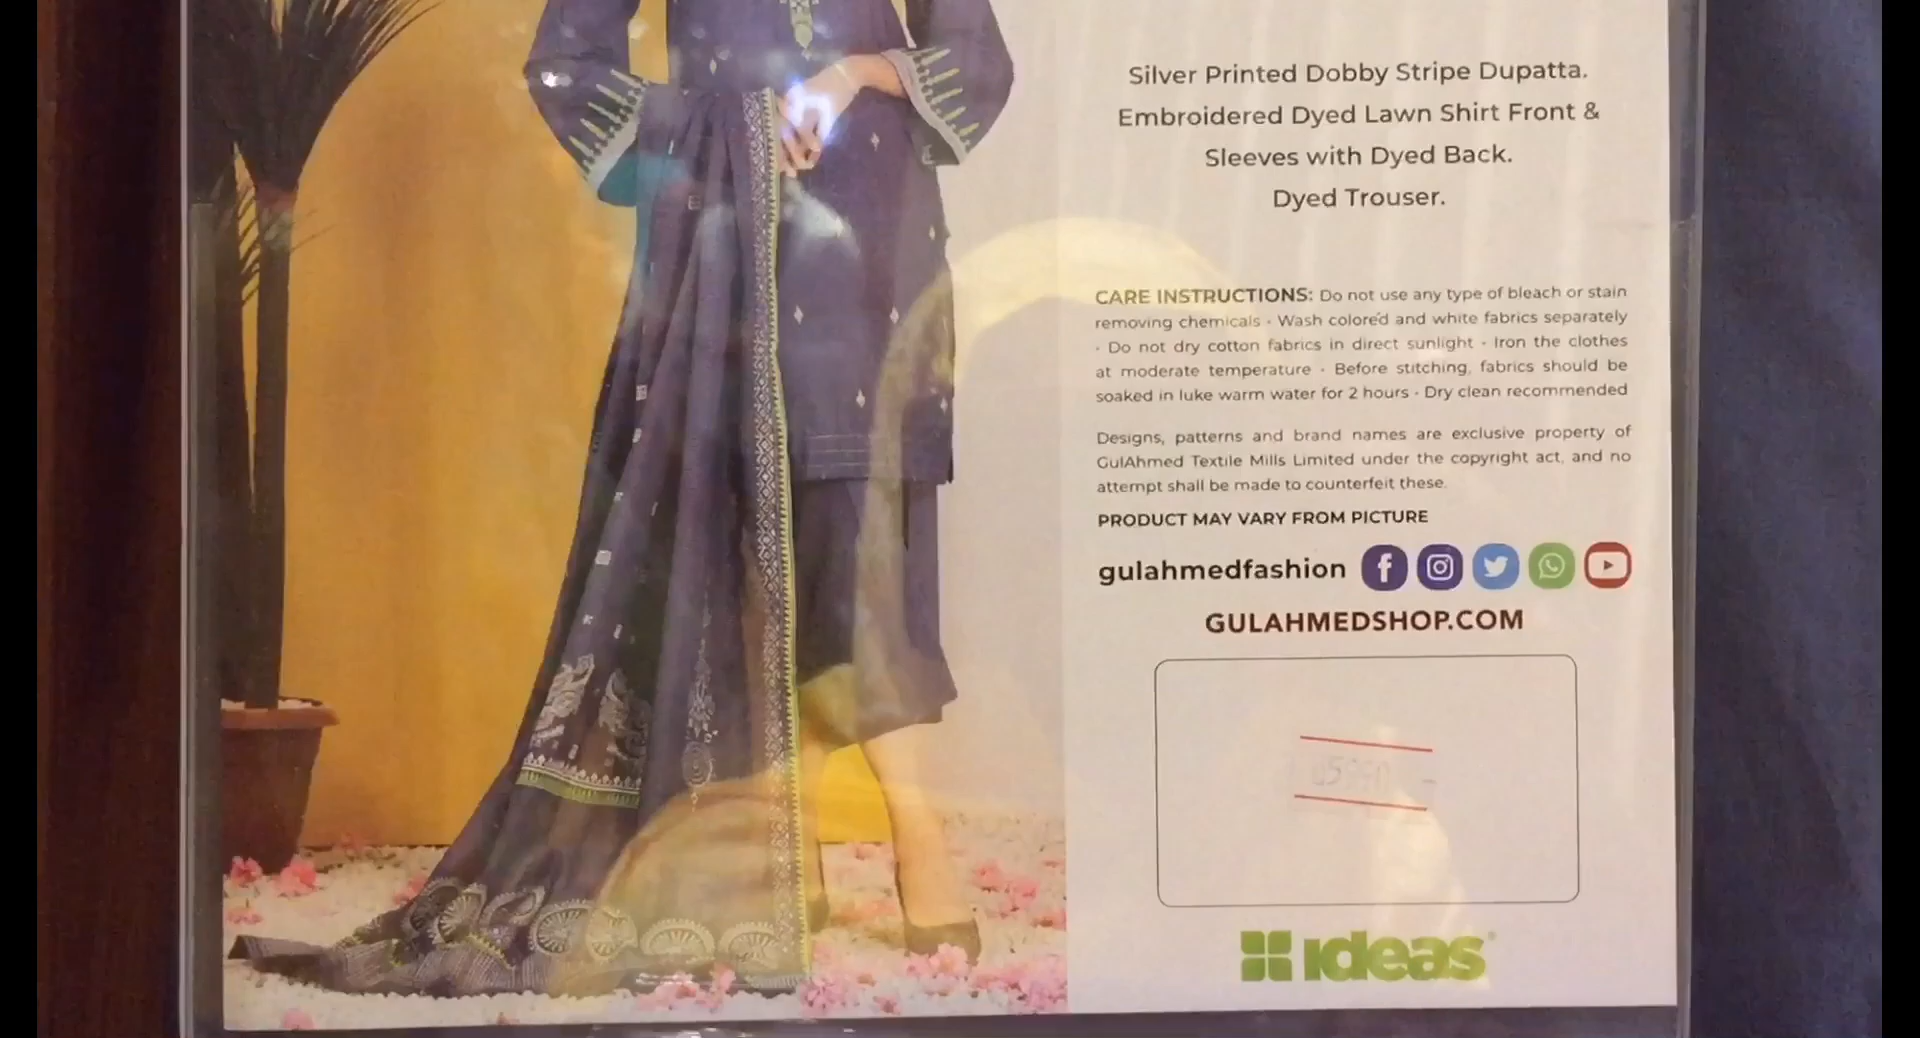 Silver Printed Dobby Stripe Dupatta.
Embroidered Dyed Lawn Shirt Front &
Sleeves with Dyed Back.
Dyed Trouser.
CARE INSTRUCTIONS: Do not use any type of bleach or stain
removing chemicals • Wash colored and white fabrics separately
• Do not dry cotton fabrics in direct sunlight • Iron the clothes
at moderate temperature • Before stitching, fabrics should be
soaked in luke warm water for 2 hours • Dry clean recommended
Designs, patterns and brand names are exclusive property of
GulAhmed Textile Mills Limited under the copyright act, and no
attempt shall be made to counterfeit these.
PRODUCT MAY VARY FROM PICTURE
gulahmedfashion
GULAHMEDSHOP.COM
ideas